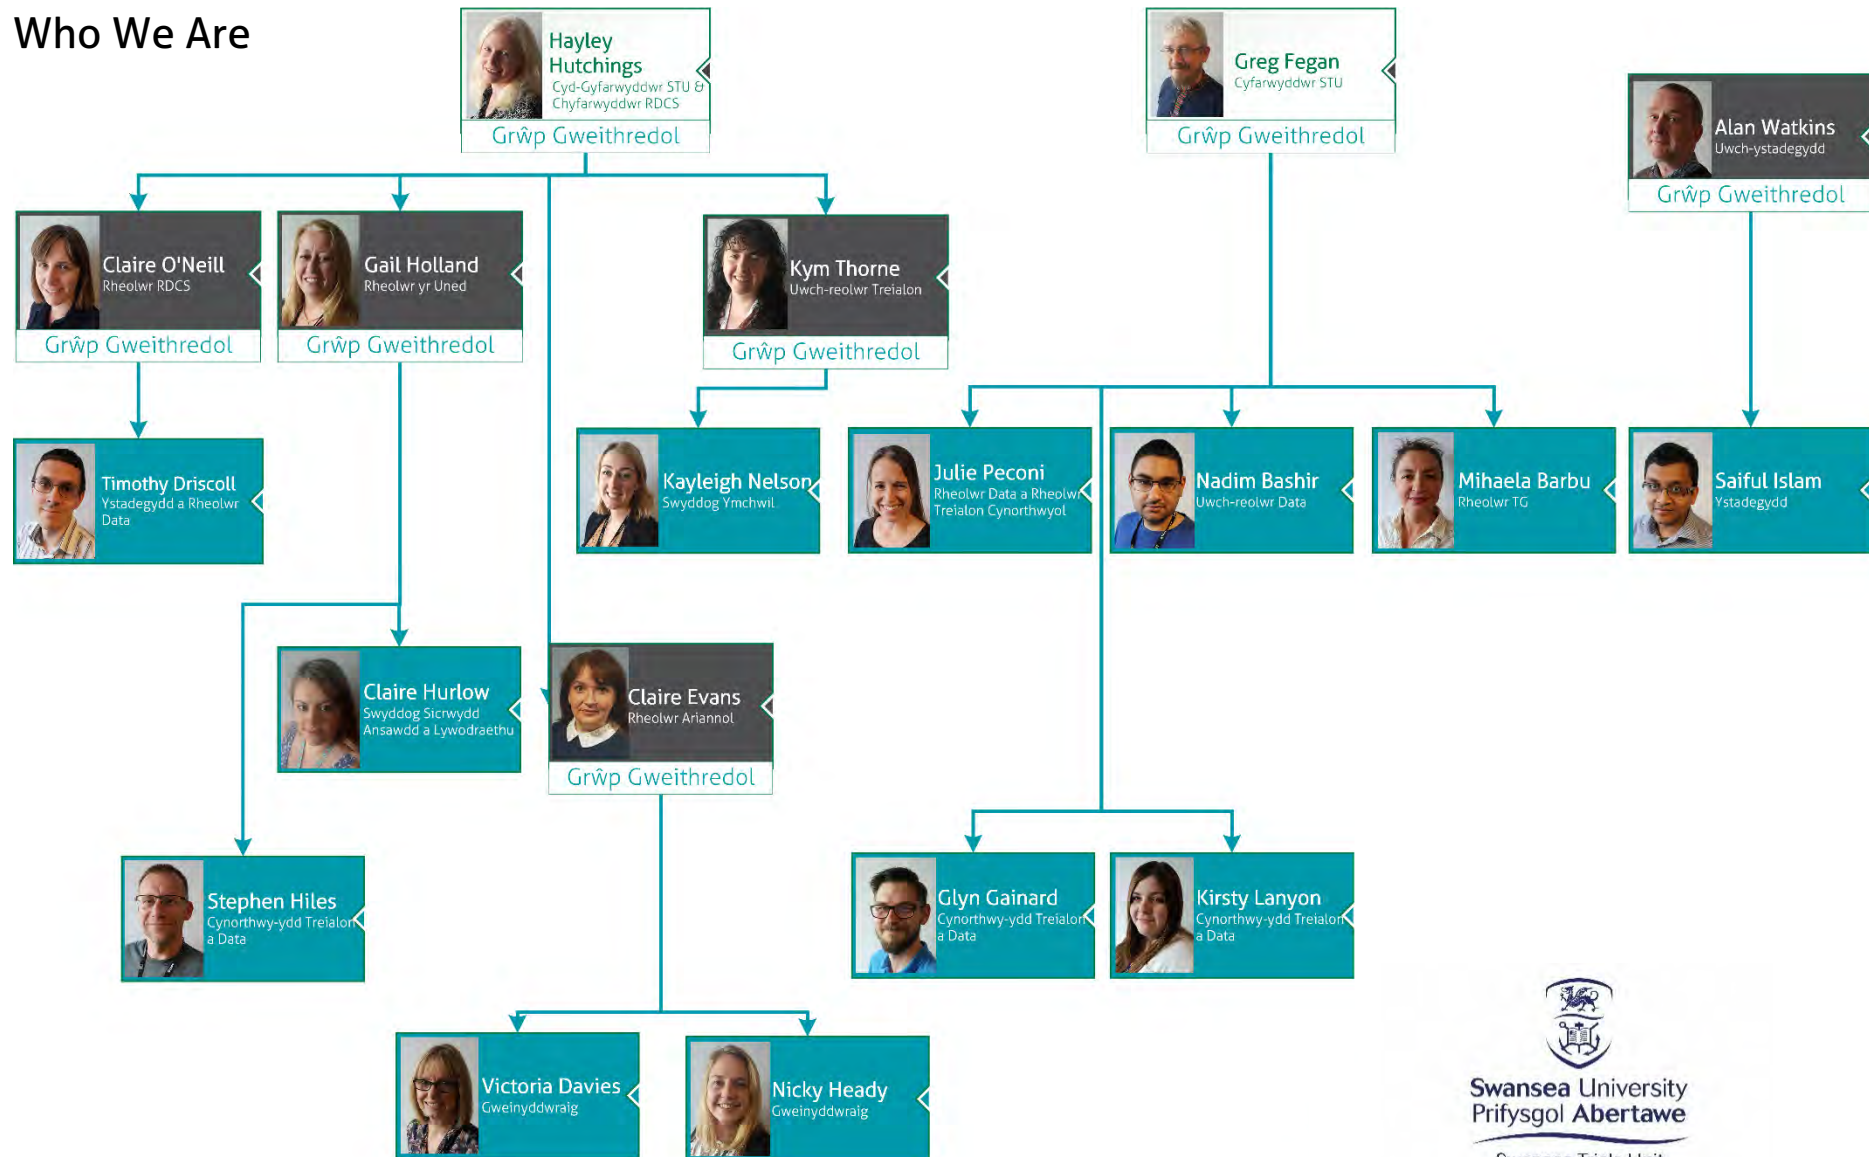 Who We Are
Hayley
Hutchings
Cyd-Gyfarwyddwr STU &
Chyfarwyddwr RDCS
Grŵp Gweithredol
Greg Fegan
Cyfarwyddwr STU
Grŵp Gweithredol
Alan Watkins
Uwch-ystadegydd
Grŵp Gweithredol
Claire O'Neill
Rheolwr RDCS
Grŵp Gweithredol
Gail Holland
Rheolwr yr Uned
Grŵp Gweithredol
Kym Thorne
Uwch-reolwr Treialon
Grŵp Gweithredol
Timothy Driscoll
Ystadegydd a Rheolwr
Data
Kayleigh Nelson
Swyddog Ymchwil
Julie Peconi
Rheolwr Data a Rheolwr
Treialon Cynorthwyol
Nadim Bashir
Uwch-reolwr Data
Mihaela Barbu
Rheolwr TG
Saiful Islam
Ystadegydd
Claire Hurlow
Swyddog Sicrwydd
Ansawdd a Lywodraethu
Claire Evans
Rheolwr Ariannol
Grŵp Gweithredol
Stephen Hiles
Cynorthwy-ydd Treialon
a Data
Glyn Gainard
Cynorthwy-ydd Treialon
a Data
Kirsty Lanyon
Cynorthwy-ydd Treialon
a Data
Victoria Davies
Gweinyddwraig
Nicky Heady
Gweinyddwraig
Swansea University
Prifysgol Abertawe
Swansea Trials Unit